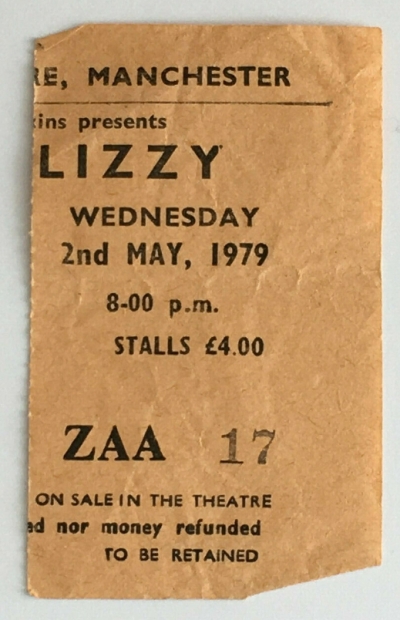 RE, MANCHESTER
ins presents
LIZZY
WEDNESDAY
2nd MAY, 1979
8-00 p.m.
STALLS £4.00
ZAA 17
ON SALE IN THE THEATRE
ed nor money refunded
TO BE RETAINED